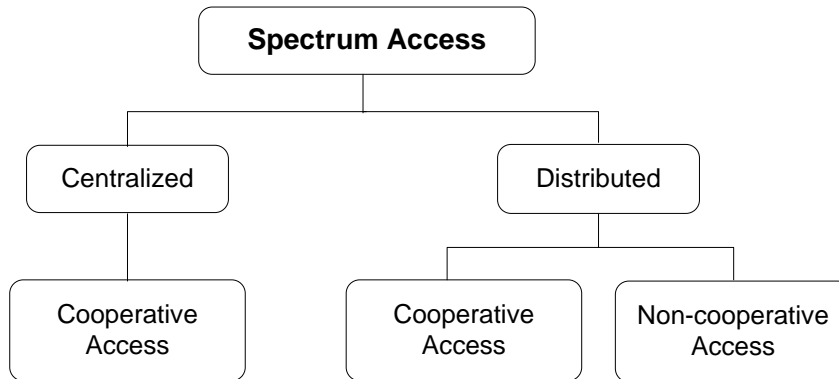 Spectrum Access
Centralized
Distributed
Cooperative
Access
Cooperative
Access
Non-cooperative
Access